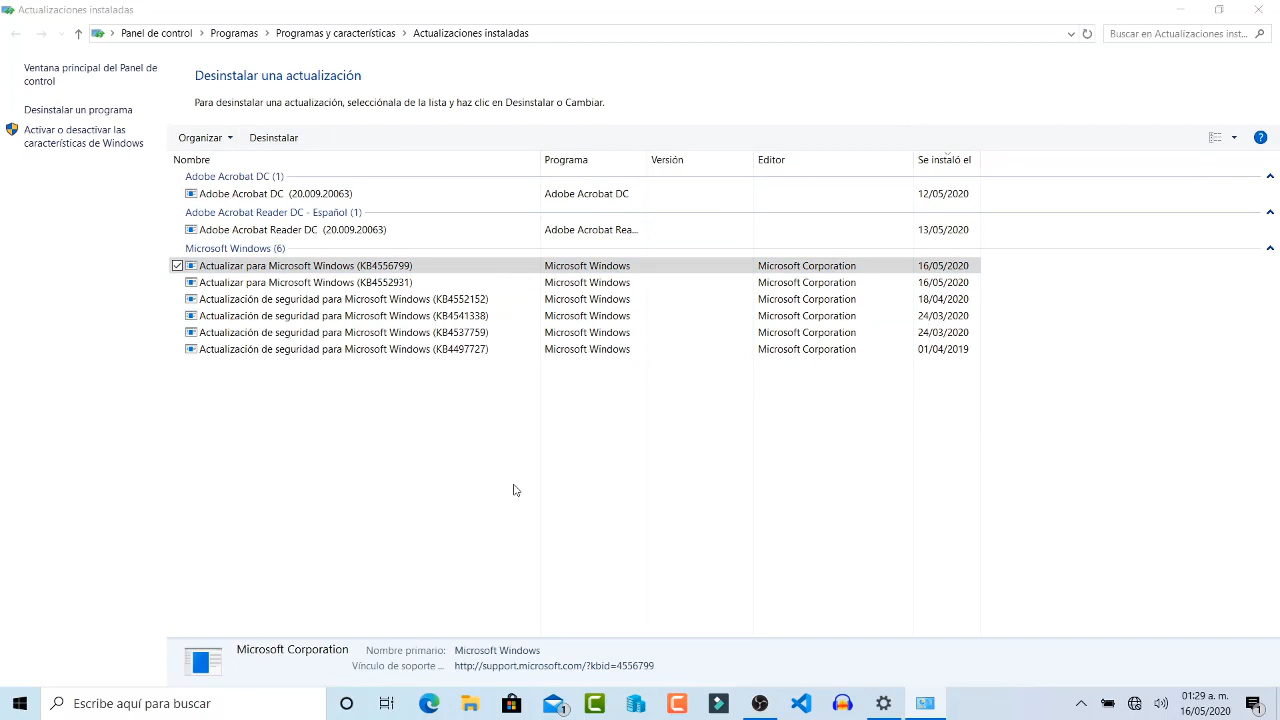 Actualizaciones instaladas
Panel de control > Programas > Programas y características > Actualizaciones instaladas
Buscar en Actualizaciones inst...
Ventana principal del Panel de
control
Desinstalar un programa
Activar o desactivar las
características de Windows
Desinstalar una actualización
Para desinstalar una actualización, selecciónala de la lista y haz clic en Desinstalar o Cambiar.
Organizar Desinstalar
Nombre Programa Versión Editor Se instaló el
Adobe Acrobat DC (1)
Adobe Acrobat DC (20.009.20063) Adobe Acrobat DC 12/05/2020
Adobe Acrobat Reader DC - Español (1)
Adobe Acrobat Reader DC (20.009.20063) Adobe Acrobat Rea... 13/05/2020
Microsoft Windows (6)
Actualizar para Microsoft Windows (KB4556799) Microsoft Windows Microsoft Corporation 16/05/2020
Actualizar para Microsoft Windows (KB4552931) Microsoft Windows Microsoft Corporation 16/05/2020
Actualización de seguridad para Microsoft Windows (KB4552152) Microsoft Windows Microsoft Corporation 18/04/2020
Actualización de seguridad para Microsoft Windows (KB4541338) Microsoft Windows Microsoft Corporation 24/03/2020
Actualización de seguridad para Microsoft Windows (KB4537759) Microsoft Windows Microsoft Corporation 24/03/2020
Actualización de seguridad para Microsoft Windows (KB4497727) Microsoft Windows Microsoft Corporation 01/04/2019
Microsoft Corporation Nombre primario: Microsoft Windows
Vínculo de soporte ... http://support.microsoft.com/?kbid=4556799
Escribe aquí para buscar
1
01:29 a. m.
16/05/2020
1